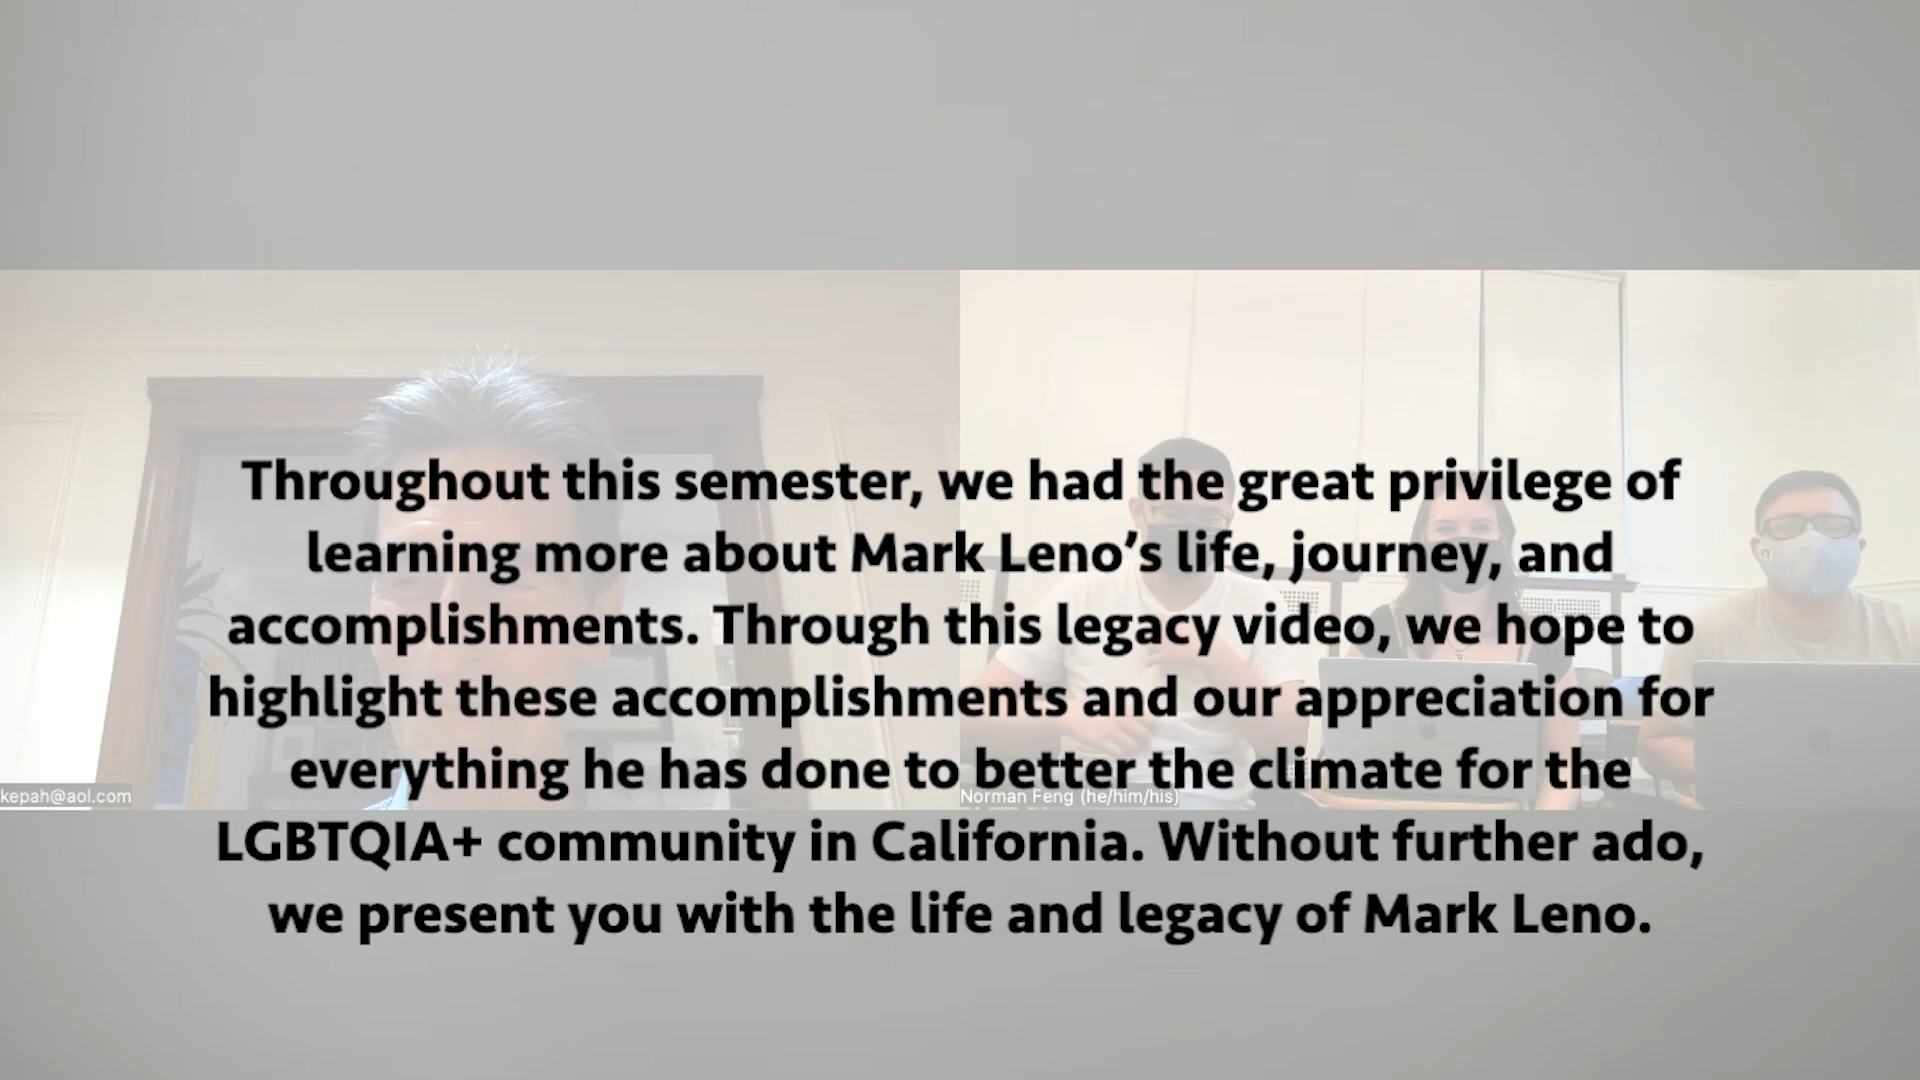 Throughout this semester, we had the great privilege of
learning more about Mark Leno’s life, journey, and
accomplishments. Through this legacy video, we hope to
highlight these accomplishments and our appreciation for
everything he has done to better the climate for the
kepah@aol.com
Norman Feng (he/him/his)
LGBTQIA+ community in California. Without further ado,
we present you with the life and legacy of Mark Leno.